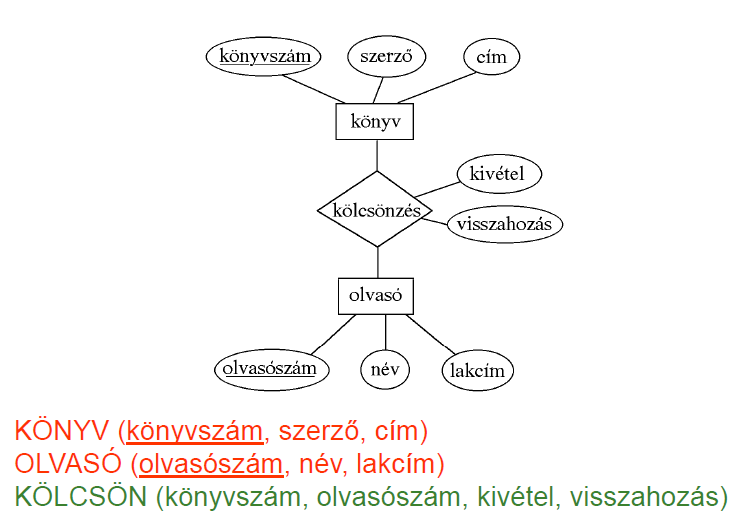 könyvszám szerző cím
könyv
kivétel
kölcsönzés
visszahozás
olvasó
olvasószám név lakcím
KÖNYV (könyvszám, szerző, cím)
OLVASÓ (olvasószám, név, lakcím)
KÖLCSÖN (könyvszám, olvasószám, kivétel, visszahozás)